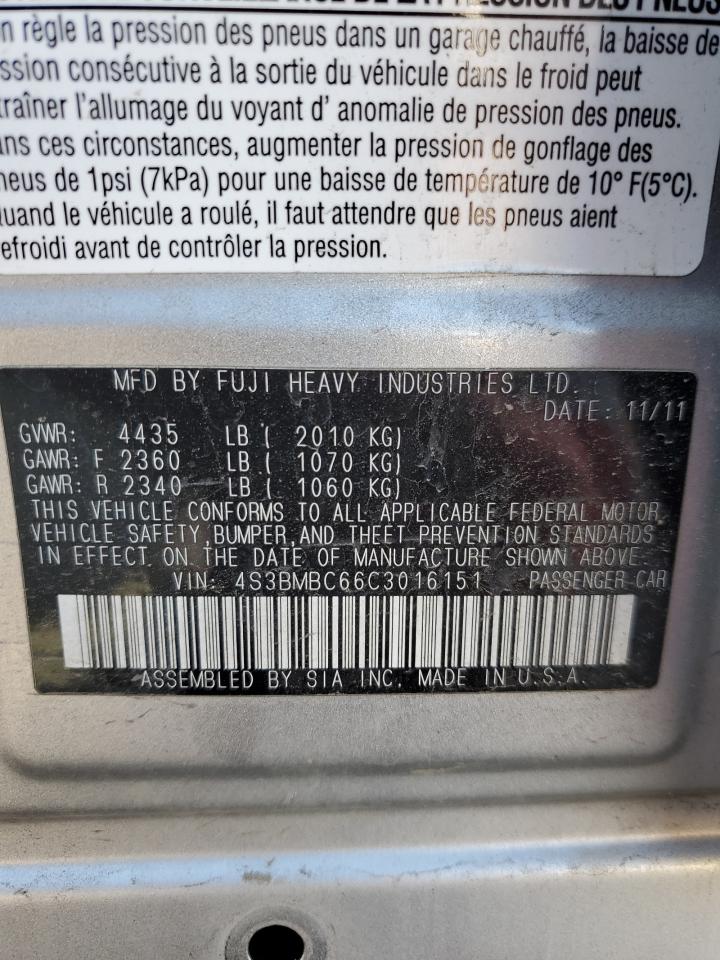 PRESSION DES PNEUS
n règle la pression des pneus dans un garage chauffé, la baisse de
ssion consécutive à la sortie du véhicule dans le froid peut
traîner l'allumage du voyant d' anomalie de pression des pneus.
ans ces circonstances, augmenter la pression de gonflage des
neus de 1psi (7kPa) pour une baisse de température de 10° F(5°C).
Quand le véhicule a roulé, il faut attendre que les pneus aient
refroidi avant de contrôler la pression.
MFD BY FUJI HEAVY INDUSTRIES LTD.
DATE: 11/11
GVWR: 4435 LB ( 2010 KG)
GAWR: F 2360 LB ( 1070 KG)
GAWR: R 2340 LB ( 1060 KG)
THIS VEHICLE CONFORMS TO ALL APPLICABLE FEDERAL MOTOR
VEHICLE SAFETY,BUMPER,AND THEFT PREVENTION STANDARDS
IN EFFECT ON THE DATE OF MANUFACTURE SHOWN ABOVE.
VIN: 4S3BMBC66C3016151 PASSENGER CAR
ASSEMBLED BY SIA INC. MADE IN U.S.A.